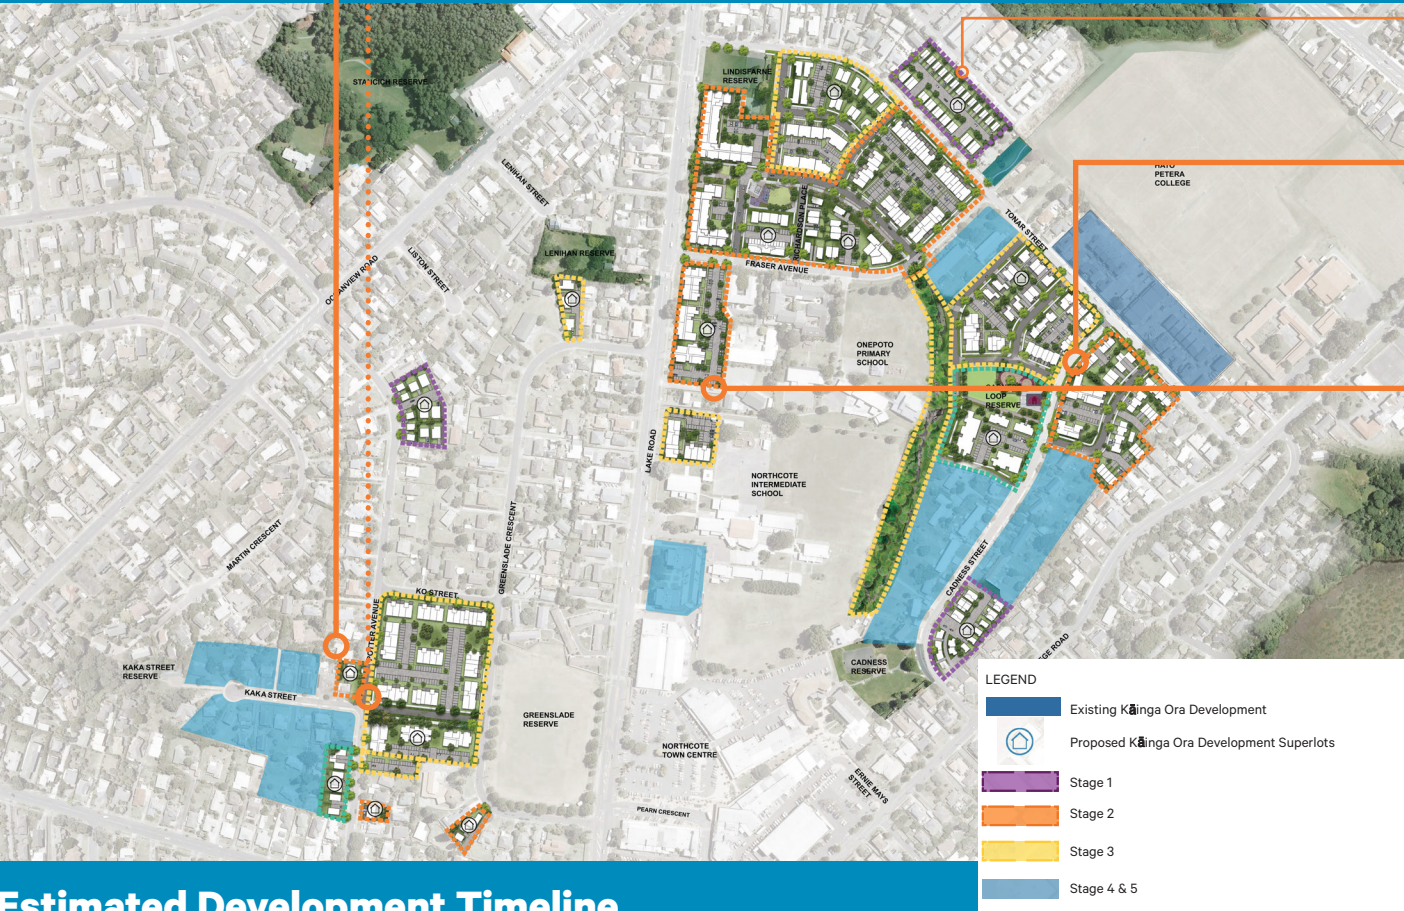 STANCICH RESERVE
LINDISFARNE
RESERVE
HATO
PETERA
COLLEGE
LENIHAN STREET
RICHARDSON PLACE
TONAR STREET
LISTON STREET
LENIHAN RESERVE
FRASER AVENUE
OCEANVIEW ROAD
ONEPOTO
PRIMARY
SCHOOL
LOOP
RESERVE
LAKE ROAD
NORTHCOTE
INTERMEDIATE
SCHOOL
MARTIN CRESCENT
GREENSLADE CRESCENT
CADNESS STREET
KO STREET
AVENUE
KAKA STREET
RESERVE
KAKA STREET
CADNESS
RESERVE
ROAD
GREENSLADE
RESERVE
NORTHCOTE
TOWN CENTRE
ERNIE MAYS
STREET
PEARN CRESCENT
LEGEND
Existing Kāinga Ora Development
Proposed Kāinga Ora Development Superlots
Stage 1
Stage 2
Stage 3
Stage 4 & 5
Estimated Development Timeline